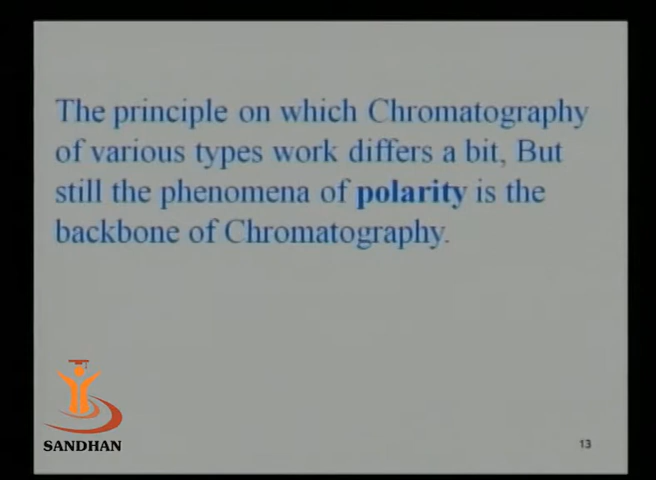 The principle on which Chromatography
of various types work differs a bit, But
still the phenomena of polarity is the
backbone of Chromatography.
SANDHAN
13